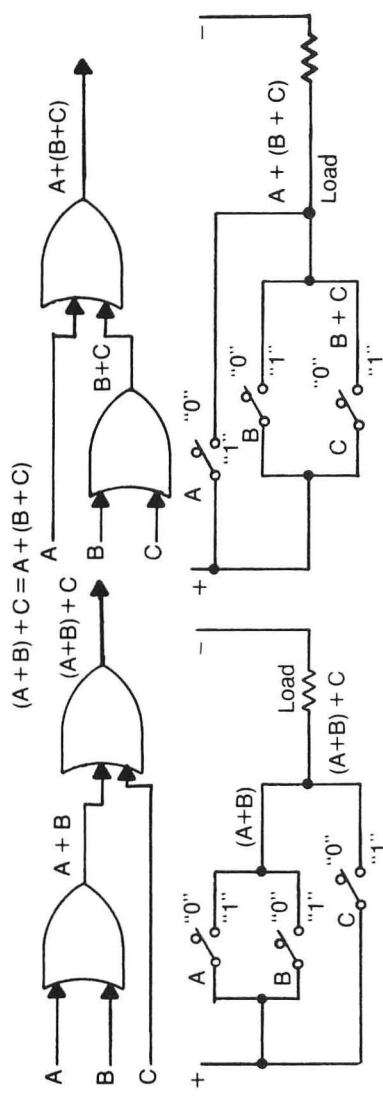 (A + B) + C = A + (B + C)
A
B
C
A + B
(A+B) + C
A
B
C
B+C
A+(B+C)
+
A
"0"
"1"
B
"0"
"1"
C
"0"
"1"
(A+B)
Load
(A+B) + C
–
+
A
"0"
"1"
B
"0"
"1"
C
"0"
"1"
B + C
A + (B + C)
Load
–